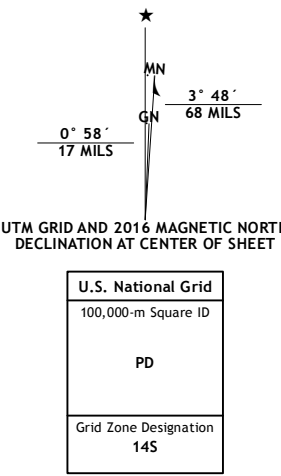 MN
3° 48´
68 MILS
GN
0° 58´
17 MILS
UTM GRID AND 2016 MAGNETIC NORTH
DECLINATION AT CENTER OF SHEET
U.S. National Grid
100,000-m Square ID
PD
Grid Zone Designation
14S